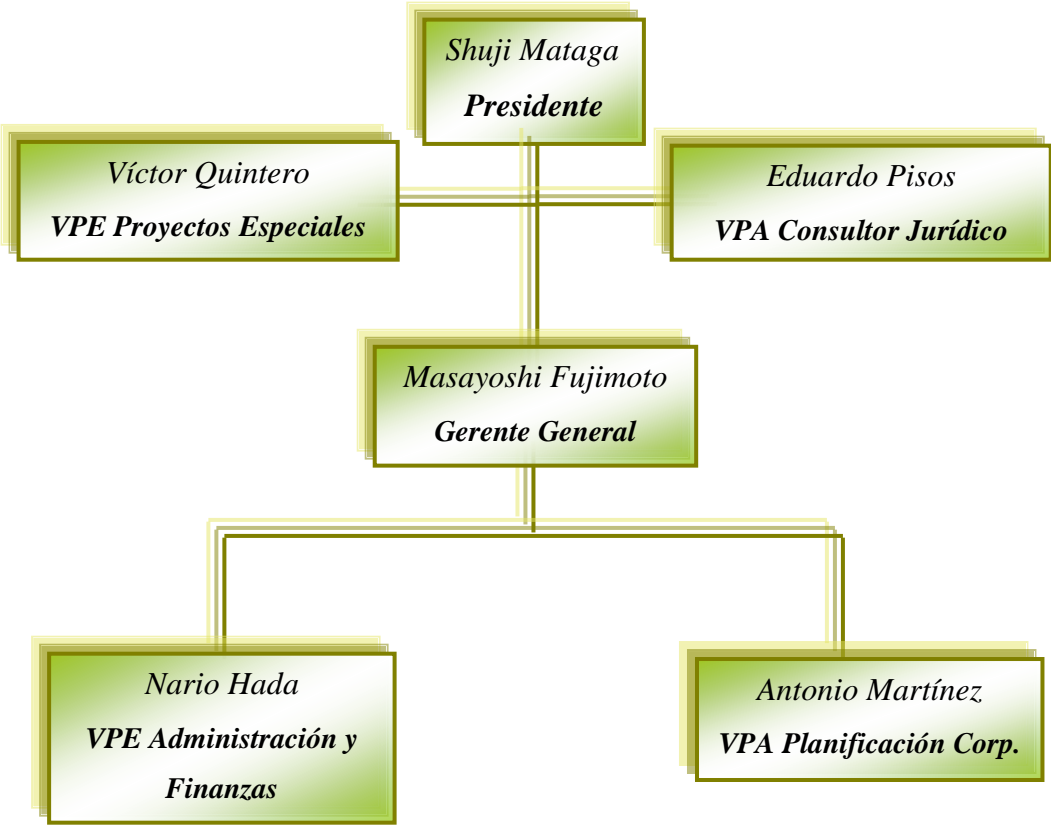 Shuji Mataga
Presidente
Víctor Quintero
VPE Proyectos Especiales
Eduardo Pisos
VPA Consultor Jurídico
Masayoshi Fujimoto
Gerente General
Nario Hada
VPE Administración y
Finanzas
Antonio Martínez
VPA Planificación Corp.